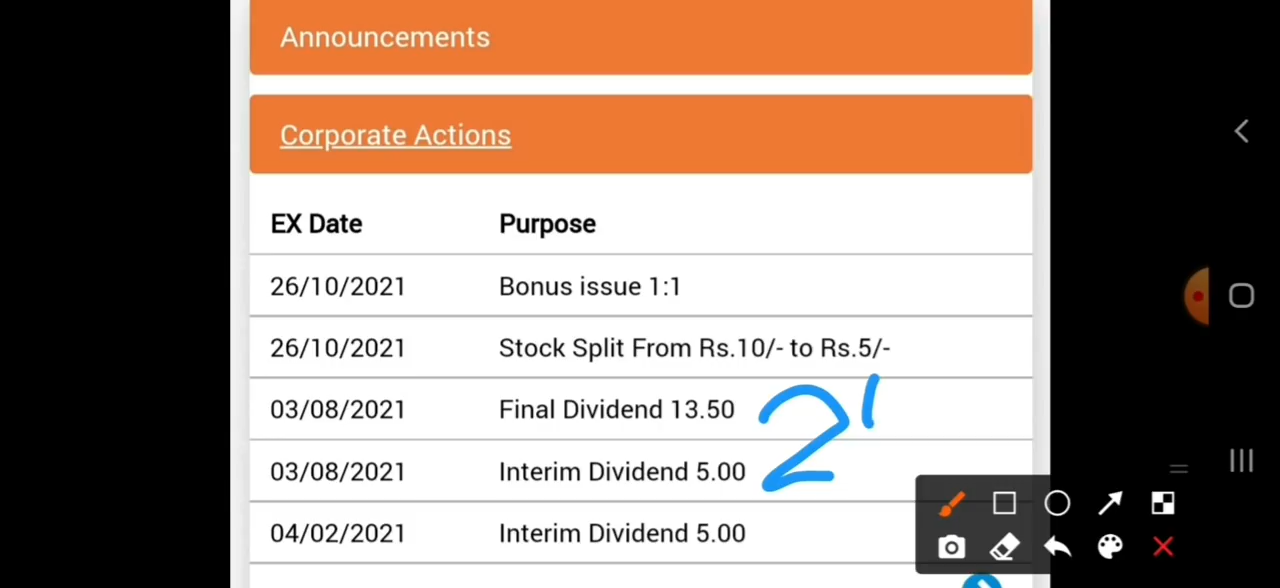 Announcements
Corporate Actions
EX Date Purpose
26/10/2021 Bonus issue 1:1
26/10/2021 Stock Split From Rs.10/- to Rs.5/-
03/08/2021 Final Dividend 13.50
2
03/08/2021 Interim Dividend 5.00
04/02/2021 Interim Dividend 5.00